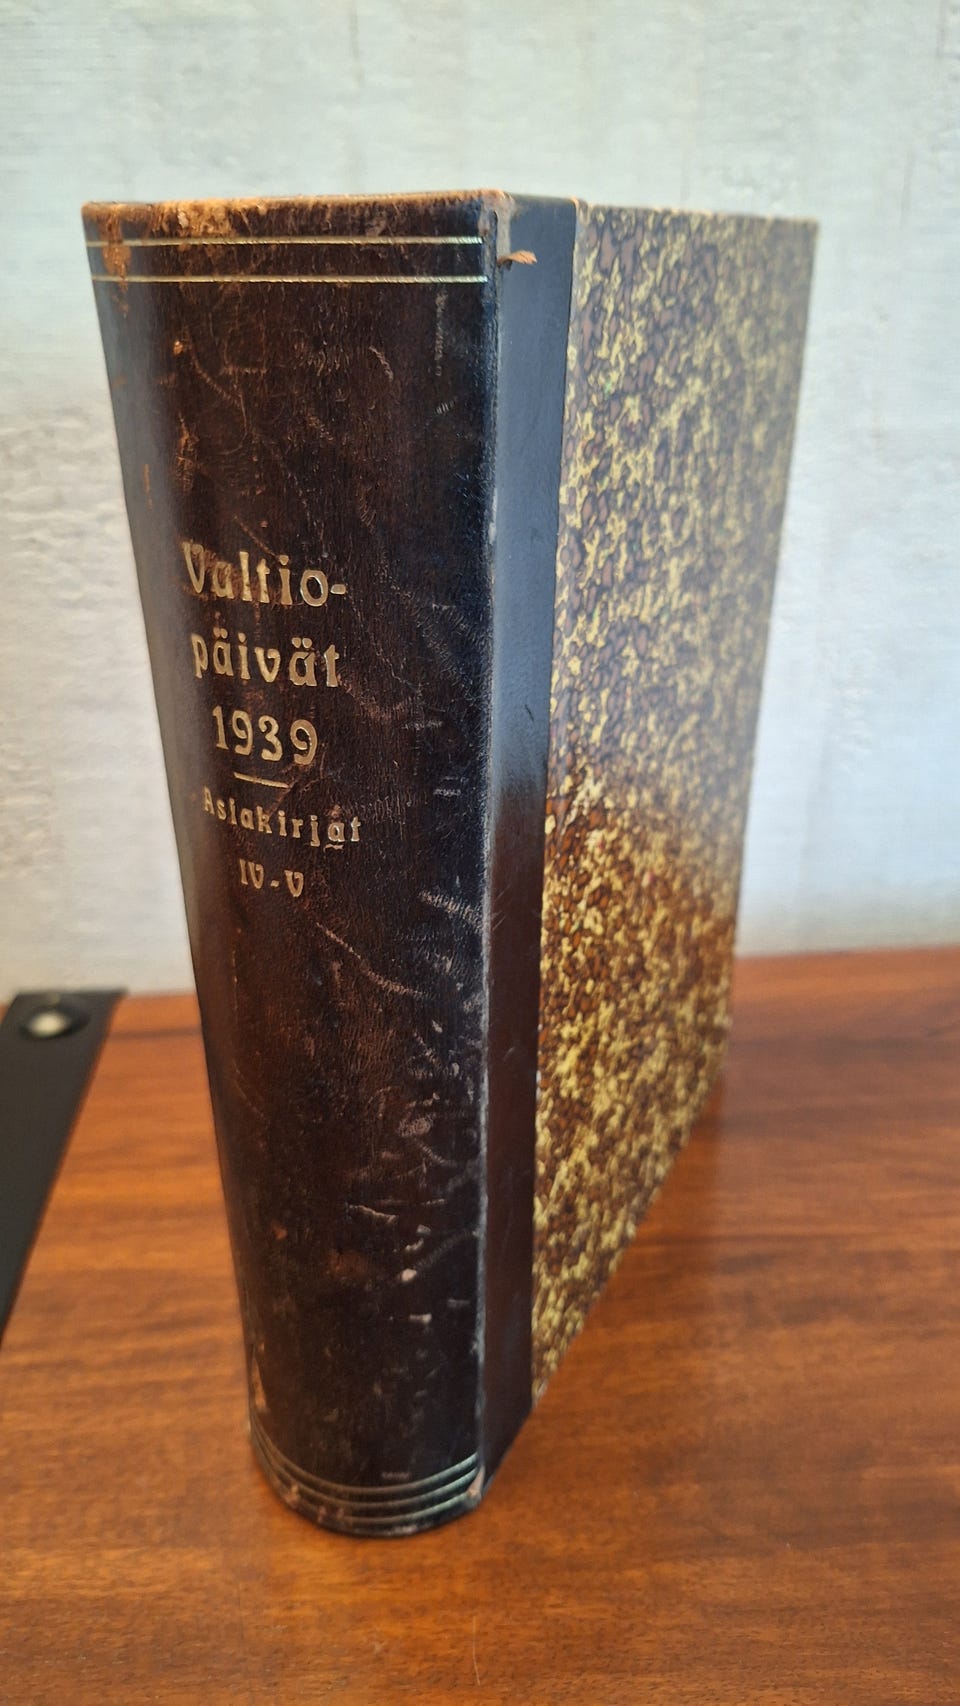 Valtio-
päivät
1939
Asiakirjat
IV-V